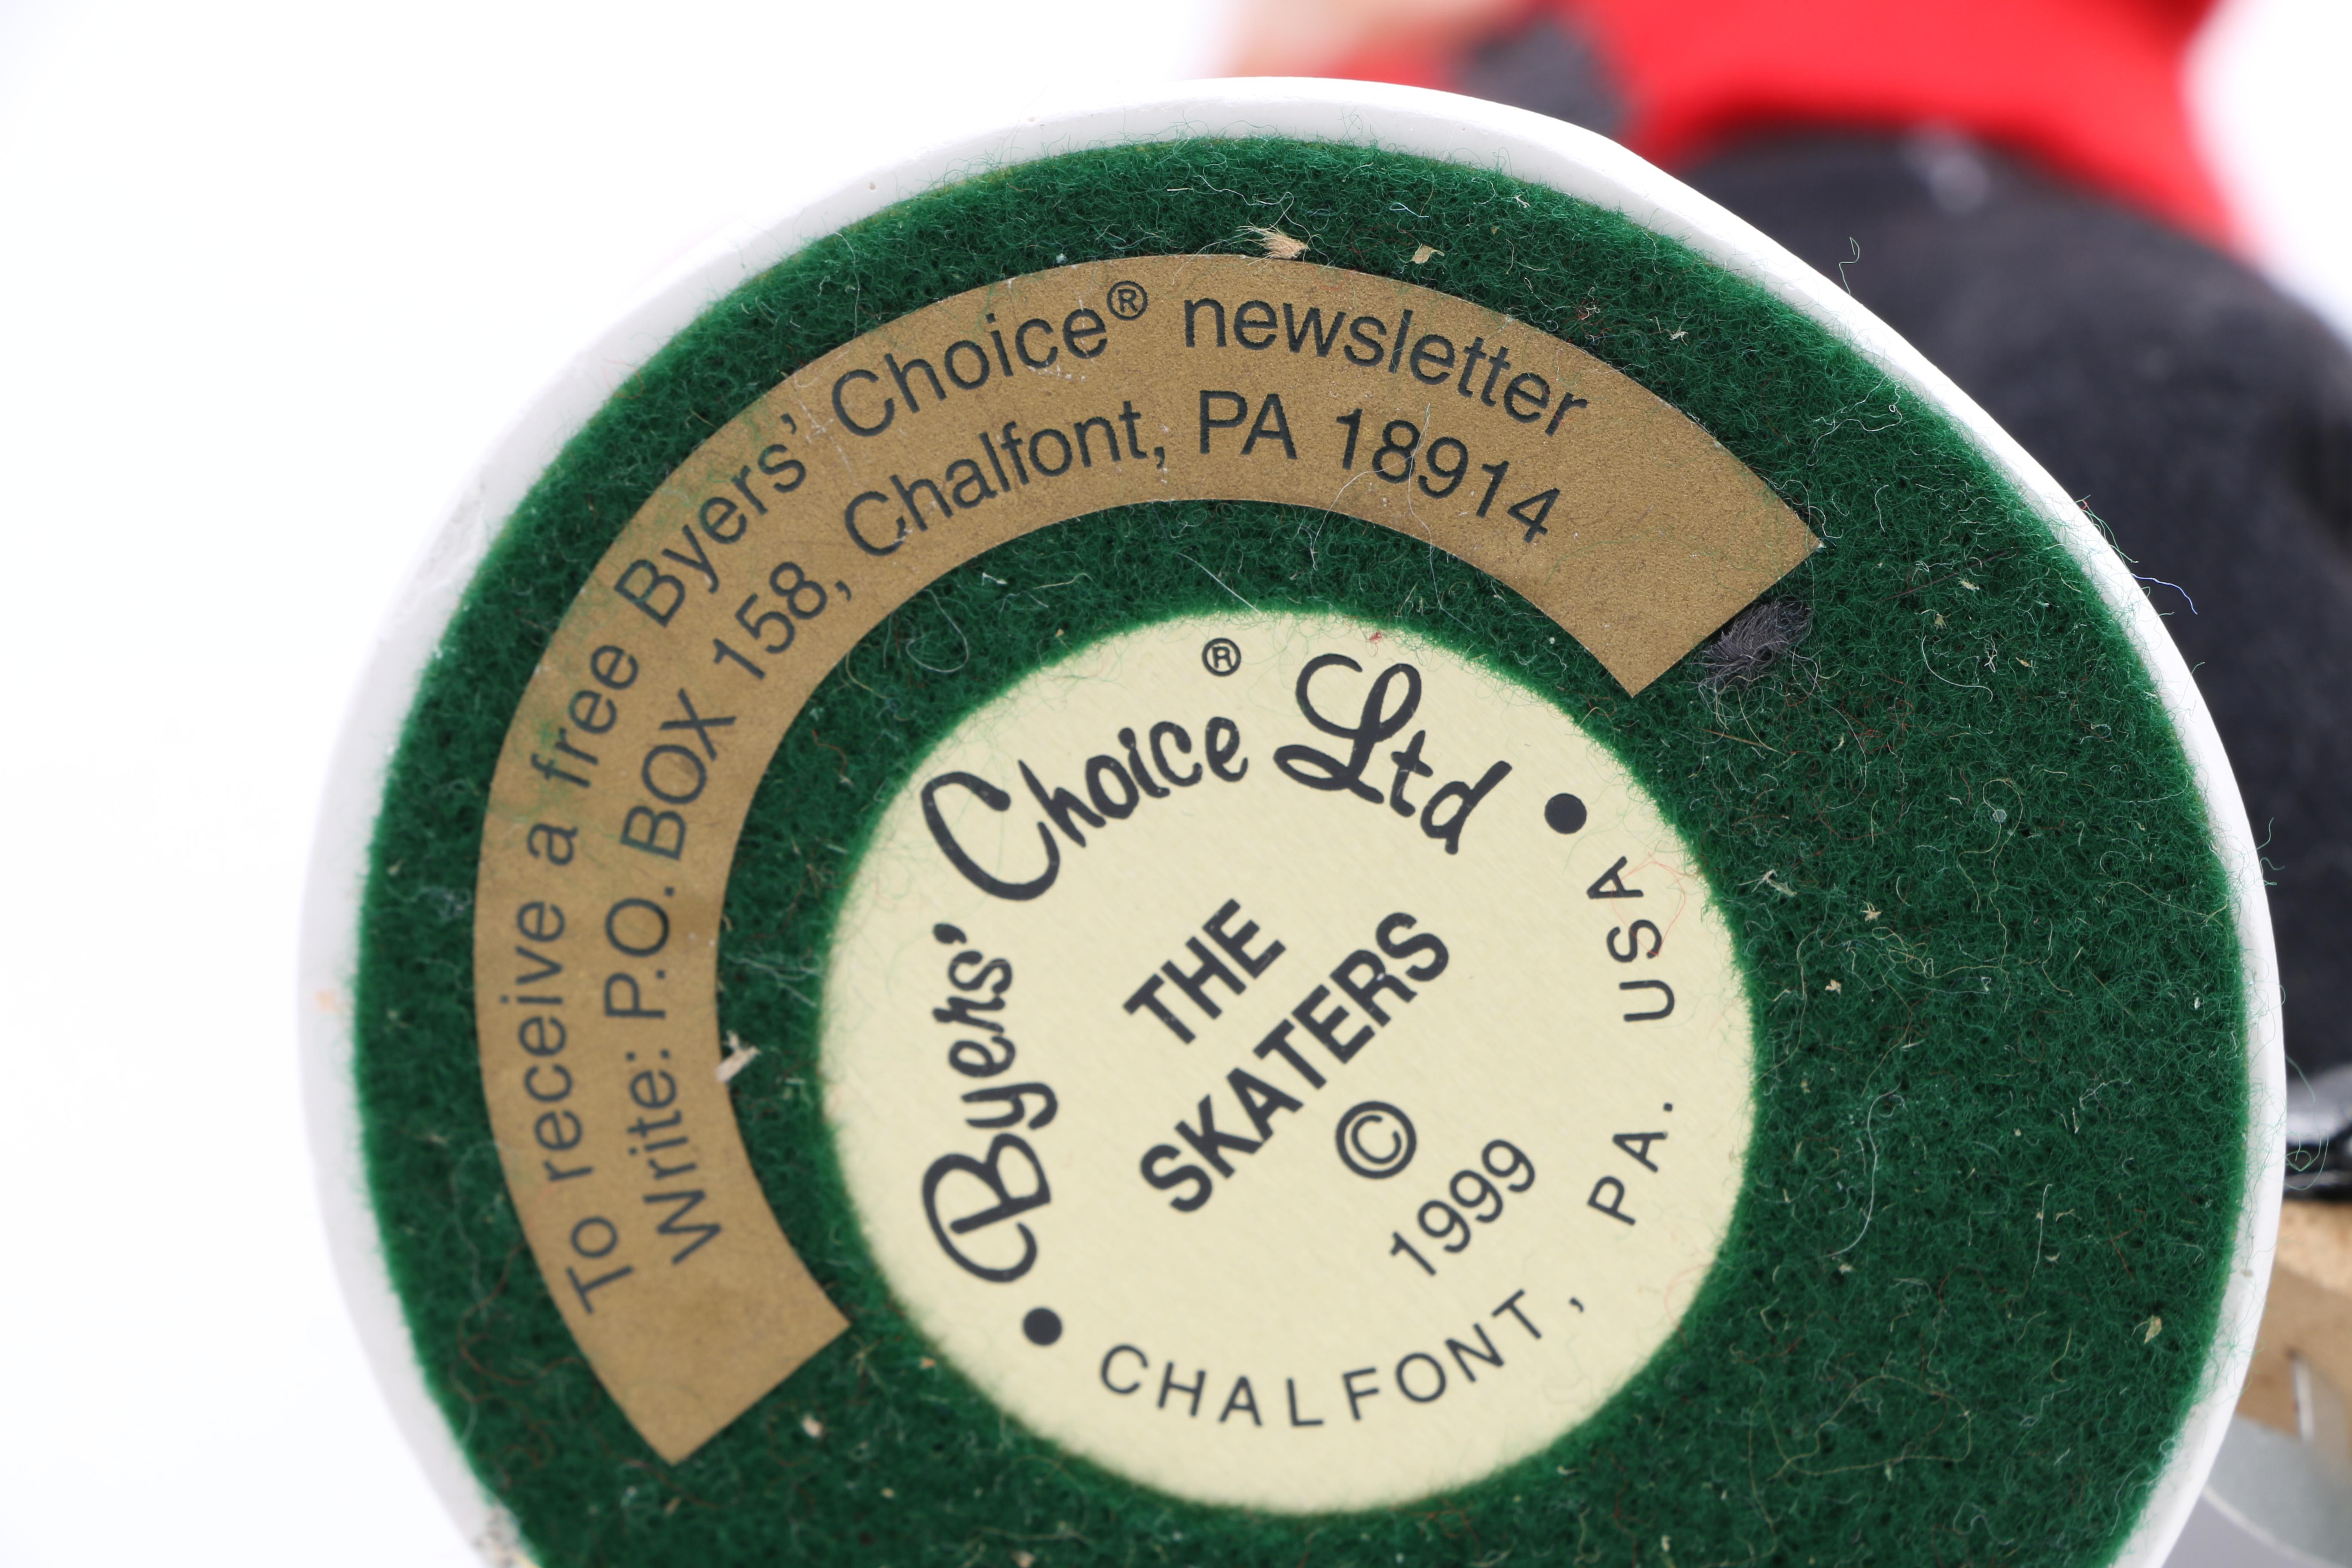 To receive a free Byers' Choice® newsletter
Write: P.O. BOX 158, Chalfont, PA 18914
Byers' Choice® Ltd
THE
SKATERS
©
1999
• CHALFONT, PA. USA •